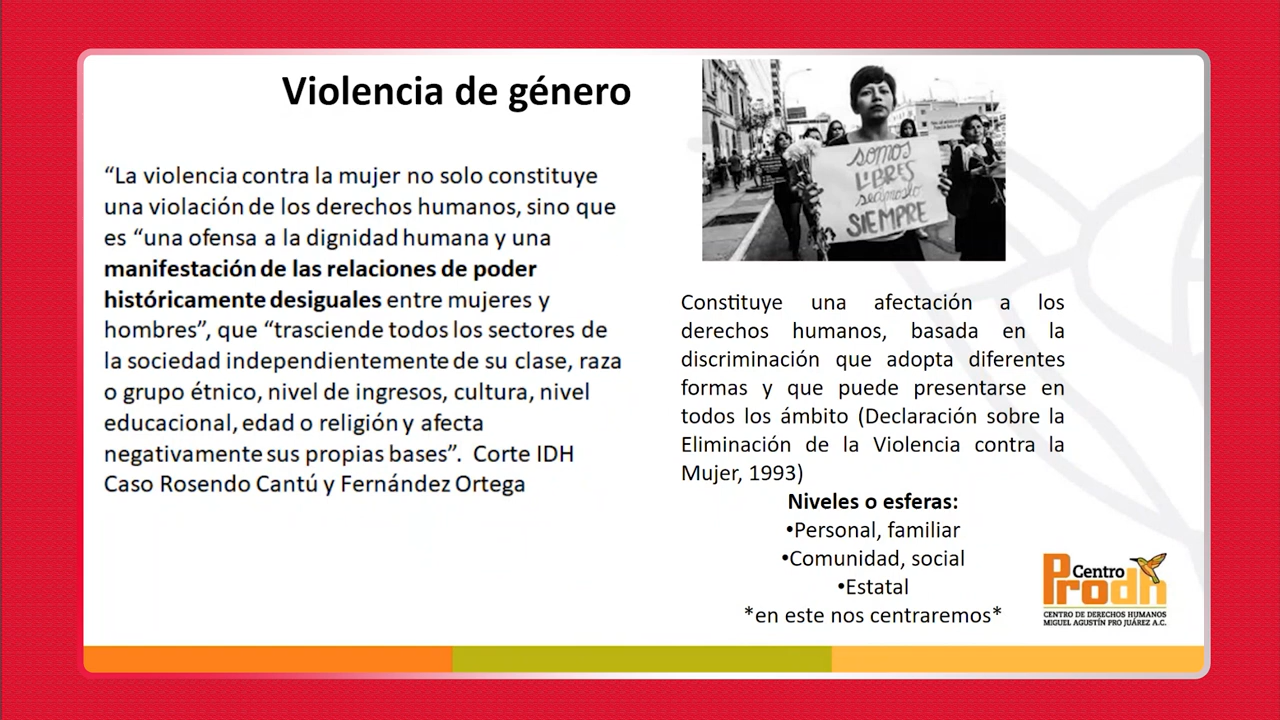 Violencia de género
“La violencia contra la mujer no solo constituye
una violación de los derechos humanos, sino que
es “una ofensa a la dignidad humana y una
manifestación de las relaciones de poder
históricamente desiguales entre mujeres y
hombres”, que “trasciende todos los sectores de
la sociedad independientemente de su clase, raza
o grupo étnico, nivel de ingresos, cultura, nivel
educacional, edad o religión y afecta
negativamente sus propias bases”. Corte IDH
Caso Rosendo Cantú y Fernández Ortega
SOMOS
LIBRES
seámoslo
SIEMPRE
Constituye una afectación a los
derechos humanos, basada en la
discriminación que adopta diferentes
formas y que puede presentarse en
todos los ámbito (Declaración sobre la
Eliminación de la Violencia contra la
Mujer, 1993)
Niveles o esferas:
•Personal, familiar
•Comunidad, social
•Estatal
*en este nos centraremos*
Centro
Prodh
CENTRO DE DERECHOS HUMANOS
MIGUEL AGUSTÍN PRO JUÁREZ A.C.